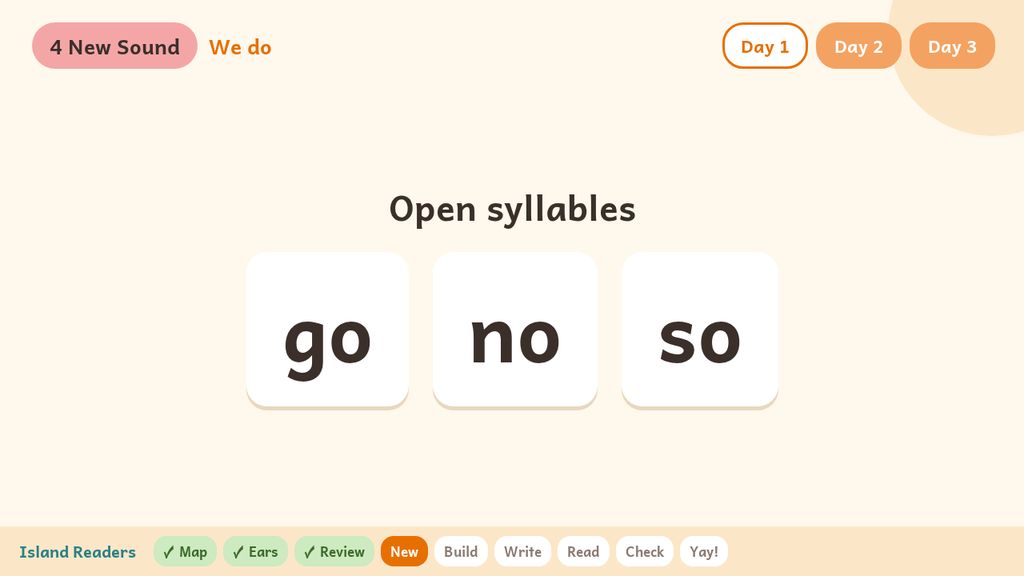 4 New Sound We do Day 1 Day 2 Day 3
Open syllables
go no so
Island Readers ✓ Map ✓ Ears ✓ Review New Build Write Read Check Yay!